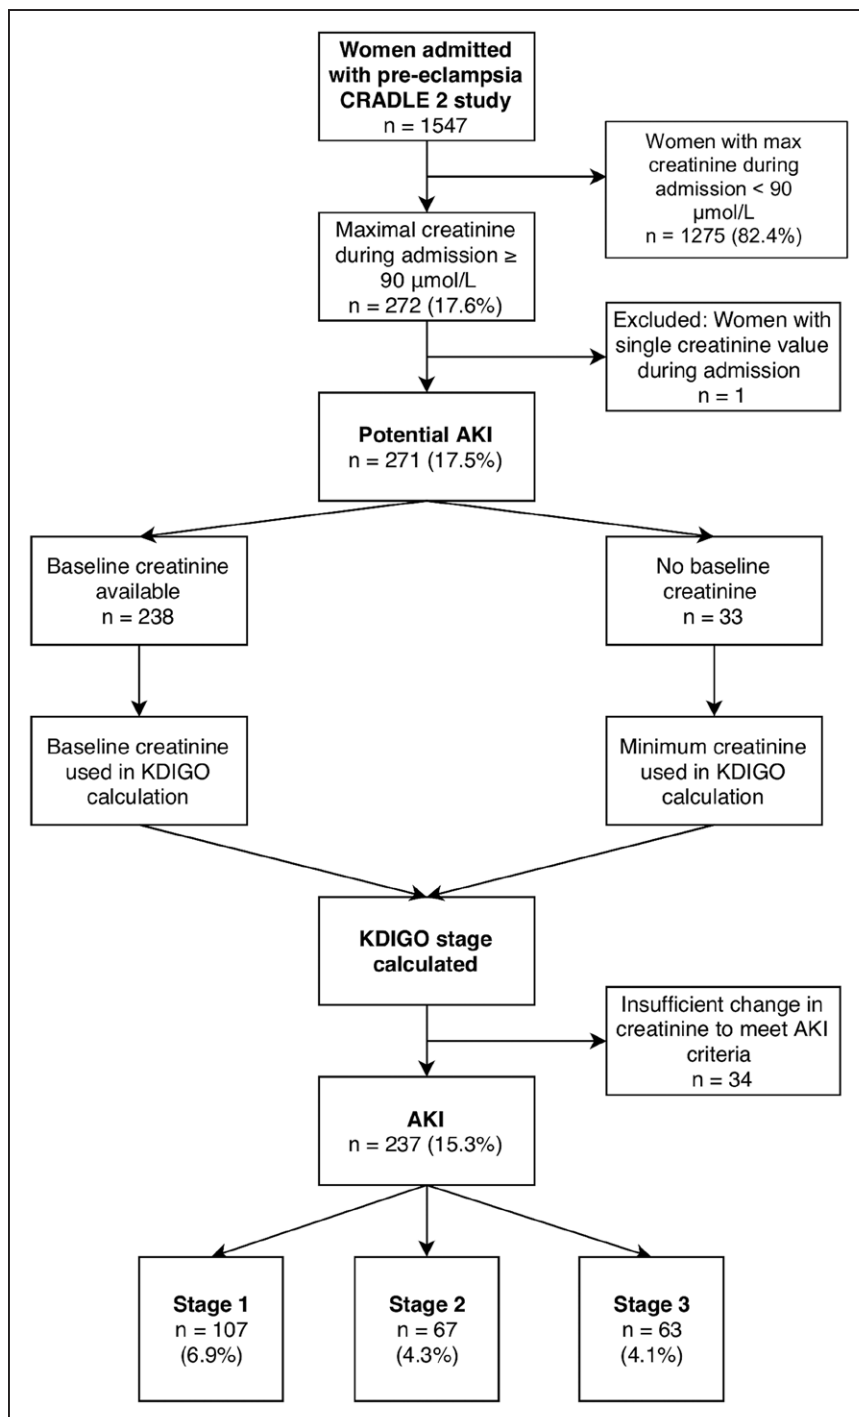 Women admitted
with pre-eclampsia
CRADLE 2 study
n = 1547
Women with max
creatinine during
admission < 90
µmol/L
n = 1275 (82.4%)
Maximal creatinine
during admission ≥
90 µmol/L
n = 272 (17.6%)
Excluded: Women with
single creatinine value
during admission
n = 1
Potential AKI
n = 271 (17.5%)
Baseline creatinine
available
n = 238
No baseline
creatinine
n = 33
Baseline creatinine
used in KDIGO
calculation
Minimum creatinine
used in KDIGO
calculation
KDIGO stage
calculated
Insufficient change in
creatinine to meet AKI
criteria
n = 34
AKI
n = 237 (15.3%)
Stage 1
n = 107
(6.9%)
Stage 2
n = 67
(4.3%)
Stage 3
n = 63
(4.1%)